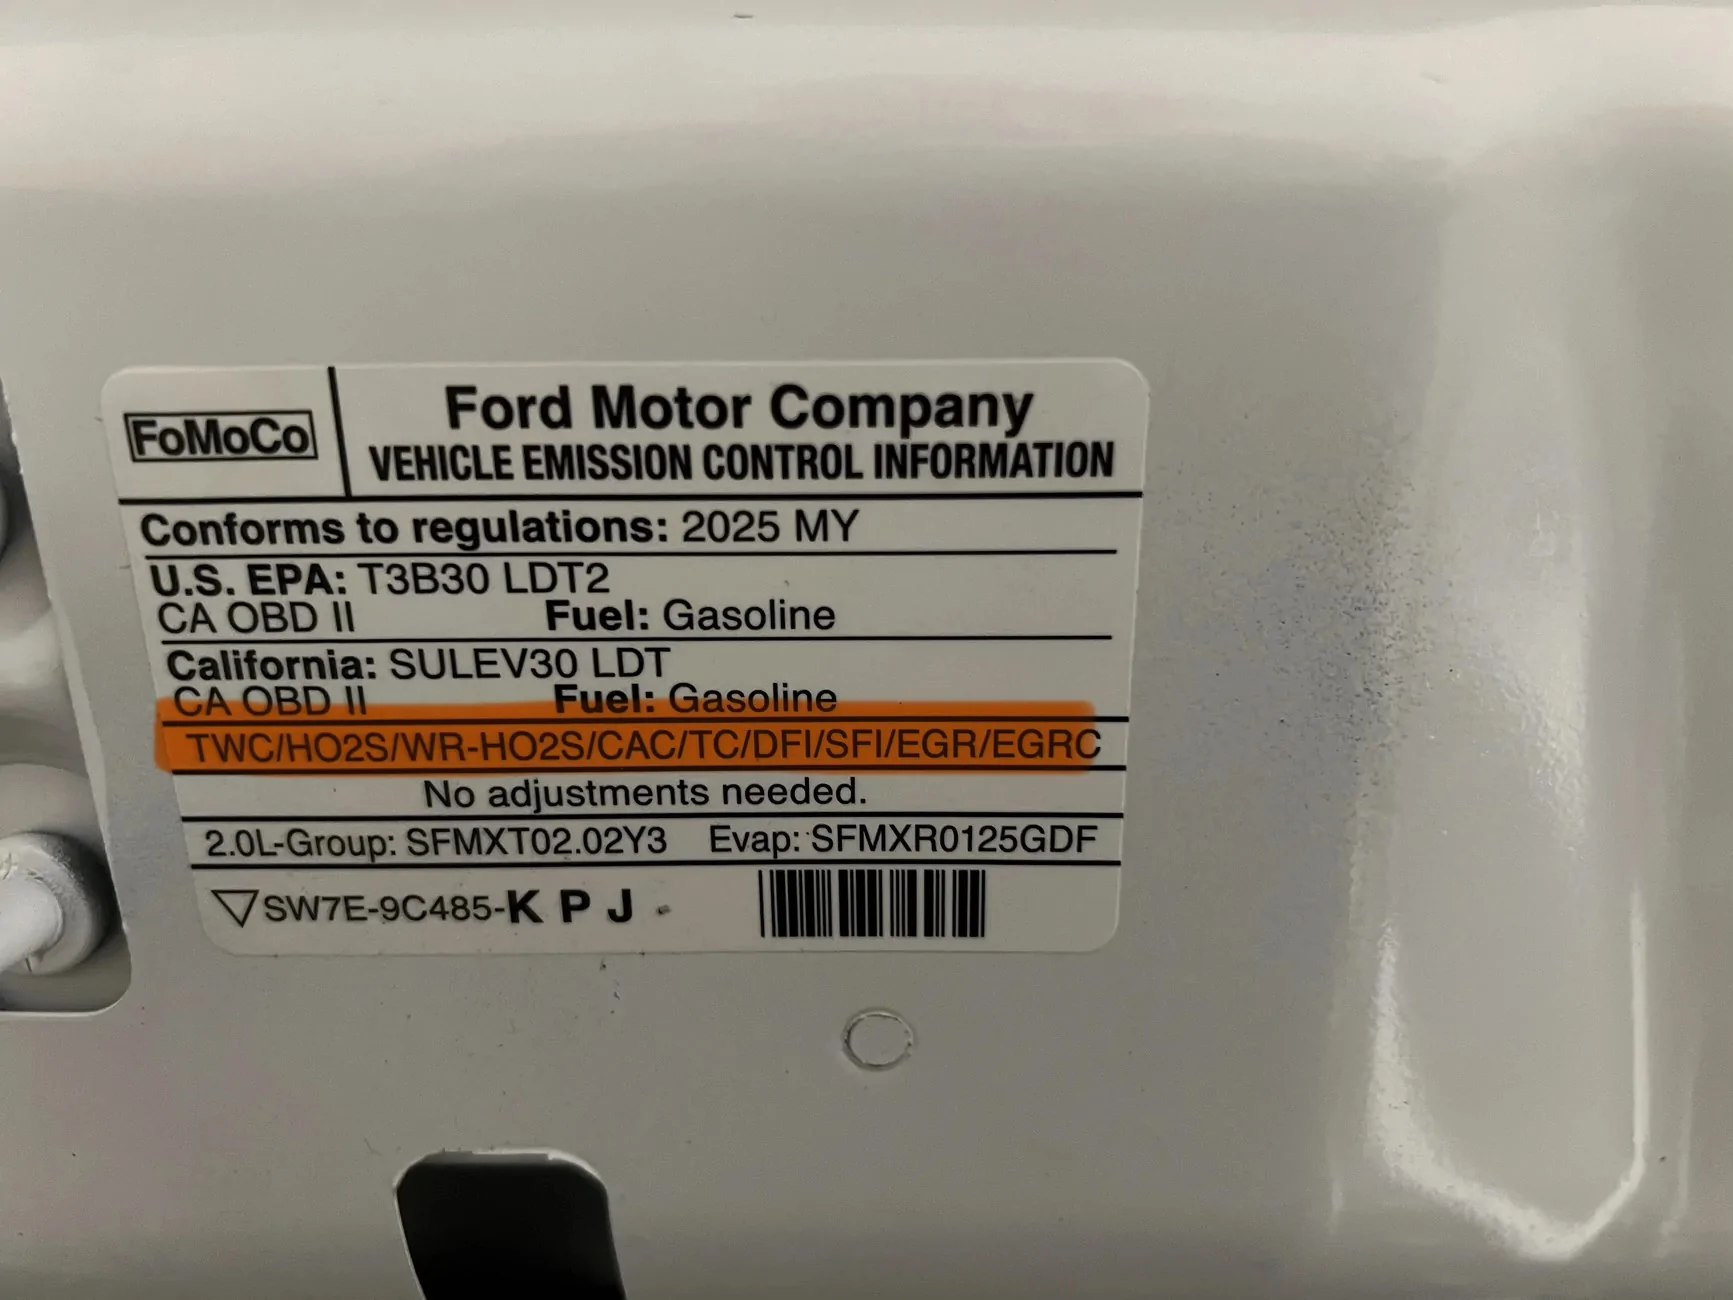 FoMoCo
Ford Motor Company
VEHICLE EMISSION CONTROL INFORMATION
Conforms to regulations: 2025 MY
U.S. EPA: T3B30 LDT2
CA OBD II Fuel: Gasoline
California: SULEV30 LDT
CA OBD II Fuel: Gasoline
TWC/HO2S/WR-HO2S/CAC/TC/DFI/SFI/EGR/EGRC
No adjustments needed.
2.0L-Group: SFMXT02.02Y3 Evap: SFMXR0125GDF
SW7E-9C485-K P J